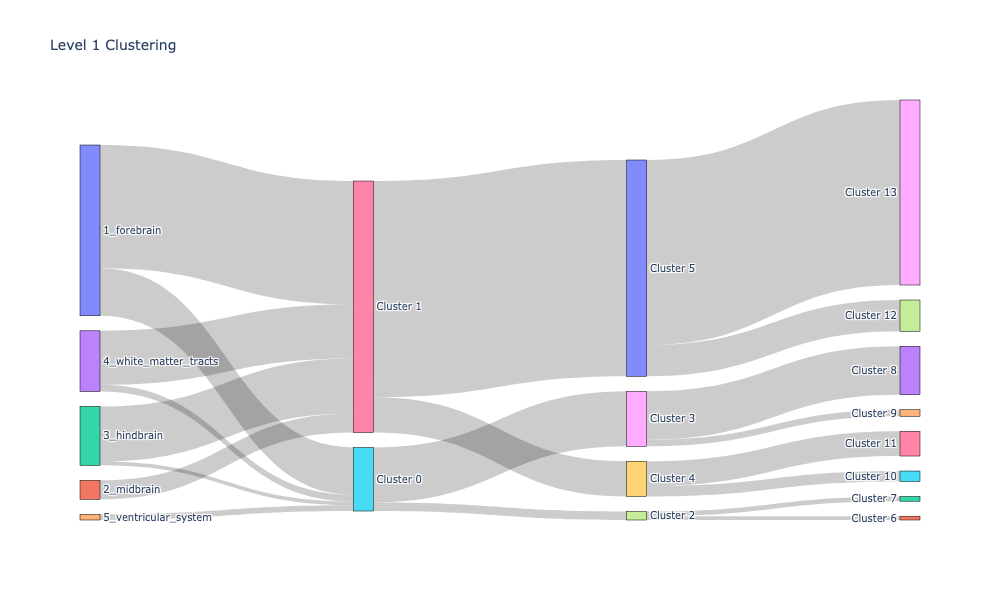 Level 1 Clustering
1_forebrain
4_white_matter_tracts
3_hindbrain
2_midbrain
5_ventricular_system
Cluster 1
Cluster 0
Cluster 5
Cluster 3
Cluster 4
Cluster 2
Cluster 13
Cluster 12
Cluster 8
Cluster 9
Cluster 11
Cluster 10
Cluster 7
Cluster 6